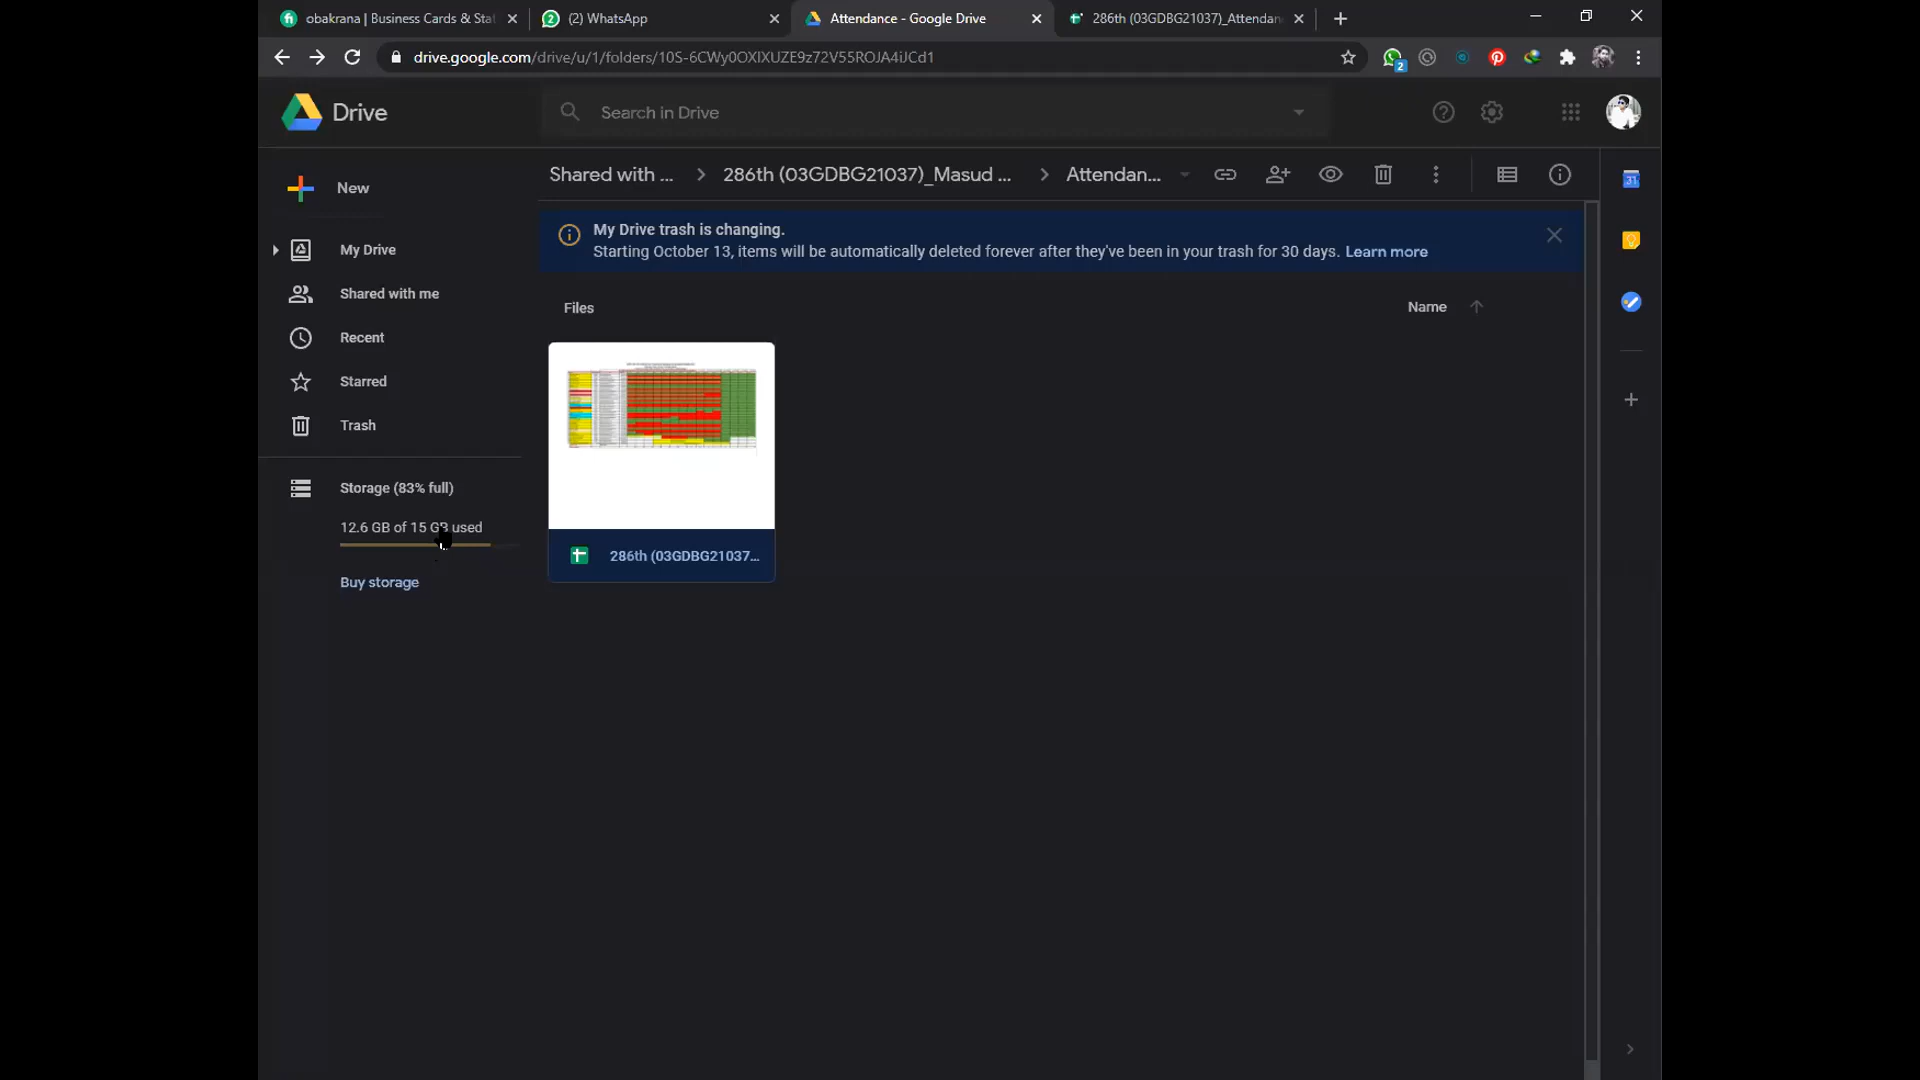 obakrana | Business Cards & Stat
(2) WhatsApp
Attendance - Google Drive
286th (03GDBG21037)_Attendan
drive.google.com/drive/u/1/folders/10S-6CWy0OXIXUZE9z72V55ROJA4iJCd1
2
Drive
Search in Drive
New
Shared with ...
286th (03GDBG21037)_Masud ...
Attendan...
My Drive trash is changing.
Starting October 13, items will be automatically deleted forever after they've been in your trash for 30 days. Learn more
My Drive
Shared with me
Recent
Starred
Trash
Storage (83% full)
12.6 GB of 15 GB used
Buy storage
Files
Name
286th (03GDBG21037...
31